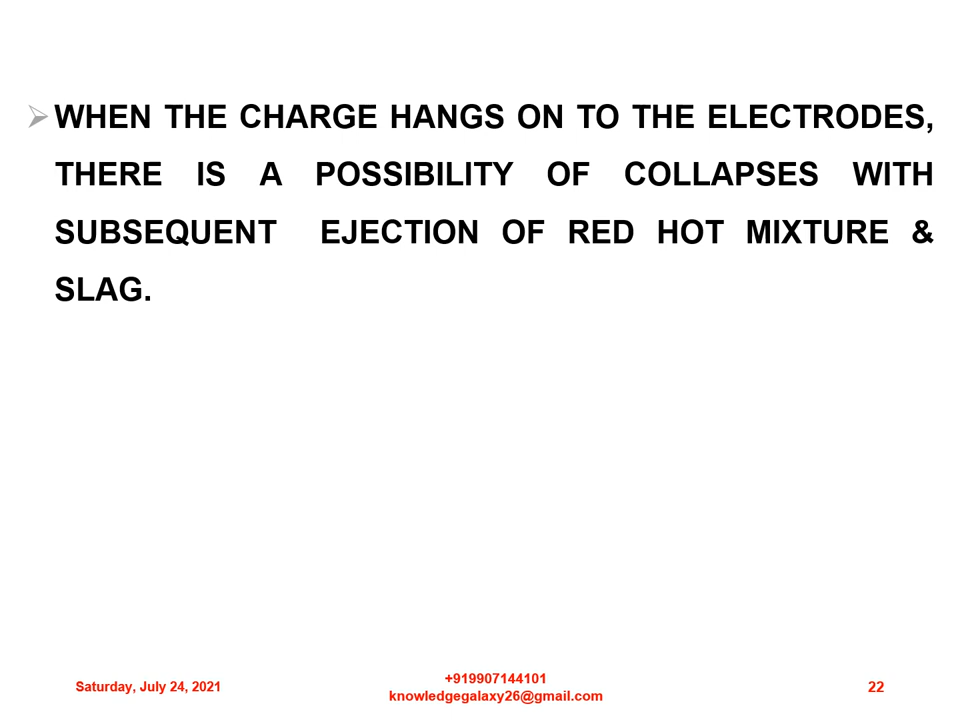 WHEN THE CHARGE HANGS ON TO THE ELECTRODES,
THERE IS A POSSIBILITY OF COLLAPSES WITH
SUBSEQUENT EJECTION OF RED HOT MIXTURE &
SLAG.
Saturday, July 24, 2021
+919907144101
knowledgegalaxy26@gmail.com
22